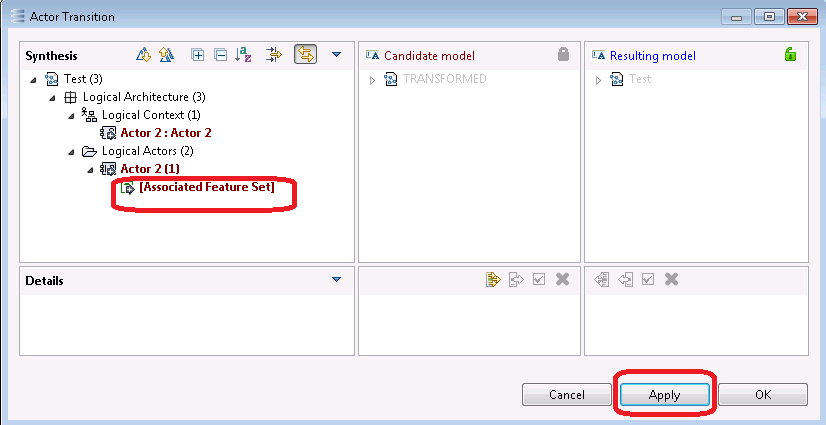 Actor Transition
Synthesis
Test (3)
Logical Architecture (3)
Logical Context (1)
Actor 2 : Actor 2
Logical Actors (2)
Actor 2 (1)
[Associated Feature Set]
Candidate model
TRANSFORMED
Resulting model
Test
Details
Cancel
Apply
OK